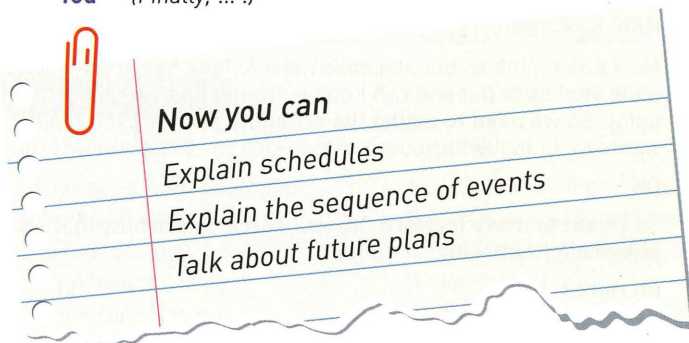 You (Finally, ... .)
Now you can
Explain schedules
Explain the sequence of events
Talk about future plans